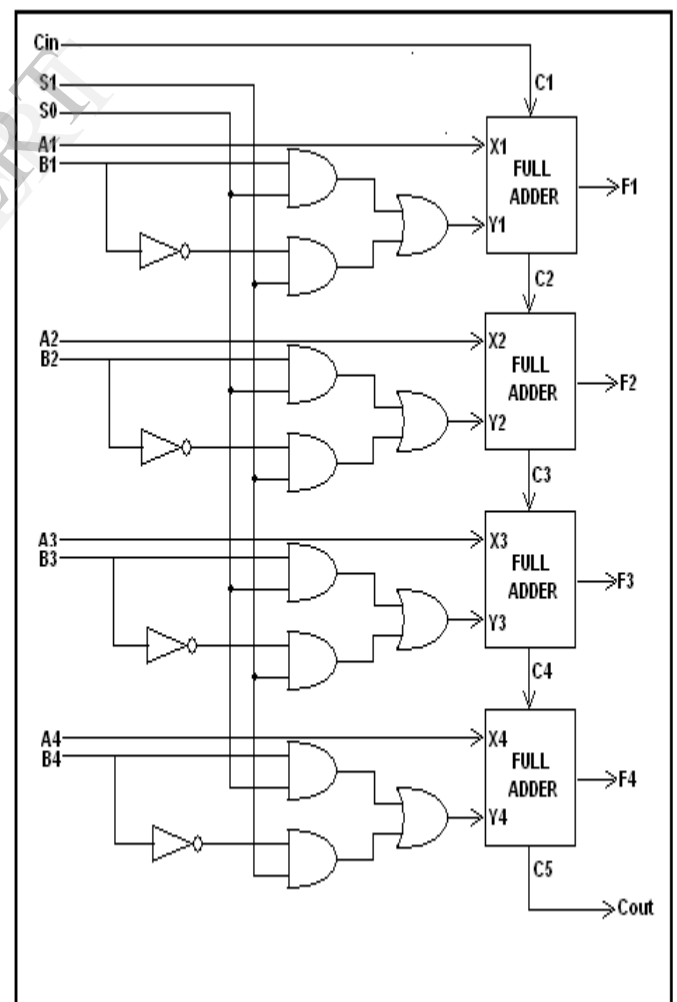 Cin
C1
S1
S0
A1
X1
B1
FULL
ADDER
F1
Y1
C2
A2
X2
B2
FULL
ADDER
F2
Y2
C3
A3
X3
B3
FULL
ADDER
F3
Y3
C4
A4
X4
B4
FULL
ADDER
F4
Y4
C5
Cout